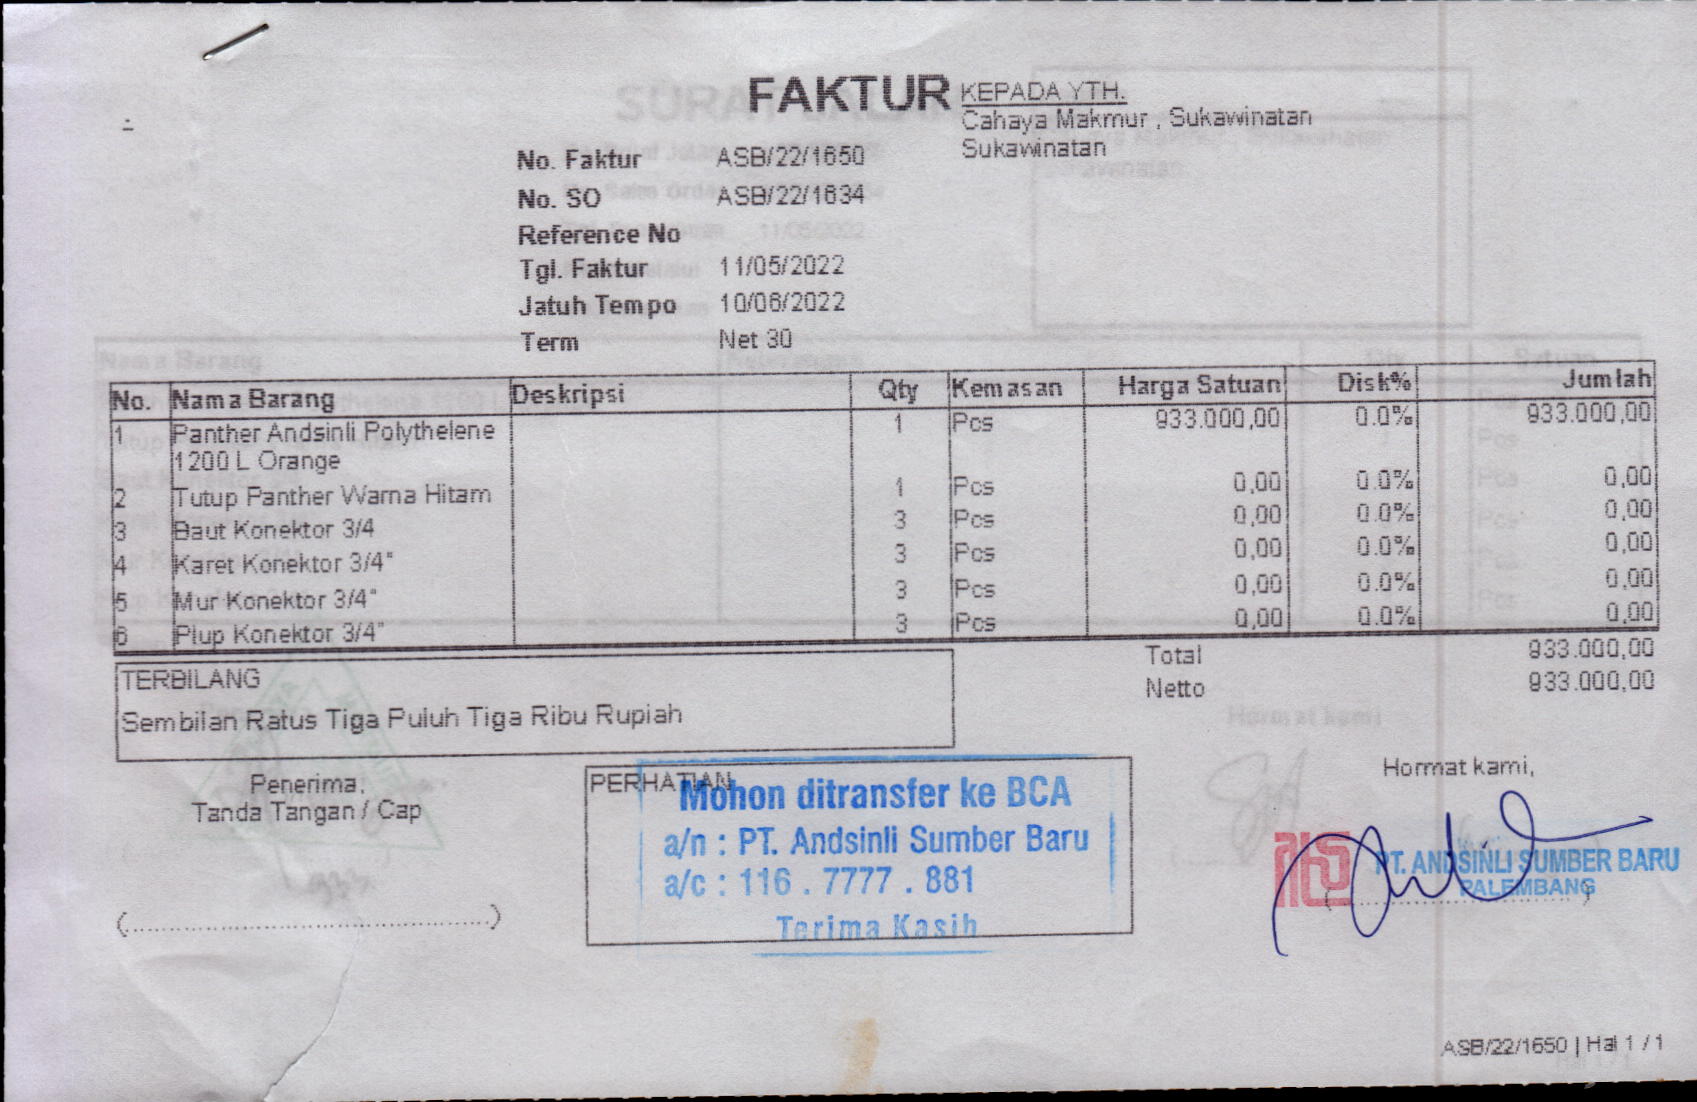 FAKTUR
KEPADA YTH.
Cahaya Makmur , Sukawinatan
Sukawinatan
No. Faktur ASB/22/1650
No. SO ASB/22/1634
Reference No
Tgl. Faktur 11/05/2022
Jatuh Tempo 10/06/2022
Term Net 30
No. Nama Barang Deskripsi Qty Kemasan Harga Satuan Disk% Jumlah
1 Panther Andsinli Polythelene 1 Pcs 933.000,00 0.0% 933.000,00
1200 L Orange
2 Tutup Panther Warna Hitam 1 Pcs 0,00 0.0% 0,00
3 Baut Konektor 3/4 3 Pcs 0,00 0.0% 0,00
4 Karet Konektor 3/4" 3 Pcs 0,00 0.0% 0,00
5 Mur Konektor 3/4" 3 Pcs 0,00 0.0% 0,00
6 Plup Konektor 3/4" 3 Pcs 0,00 0.0% 0,00
Total 933.000,00
Netto 933.000,00
TERBILANG
Sembilan Ratus Tiga Puluh Tiga Ribu Rupiah
Penerima,
Tanda Tangan / Cap
(..................................................)
PERHATIAN
Mohon ditransfer ke BCA
a/n : PT. Andsinli Sumber Baru
a/c : 116 . 7777 . 881
Terima Kasih
Hormat kami,
PT. ANDSINLI SUMBER BARU
PALEMBANG
ASB/22/1650 | Hal 1 / 1